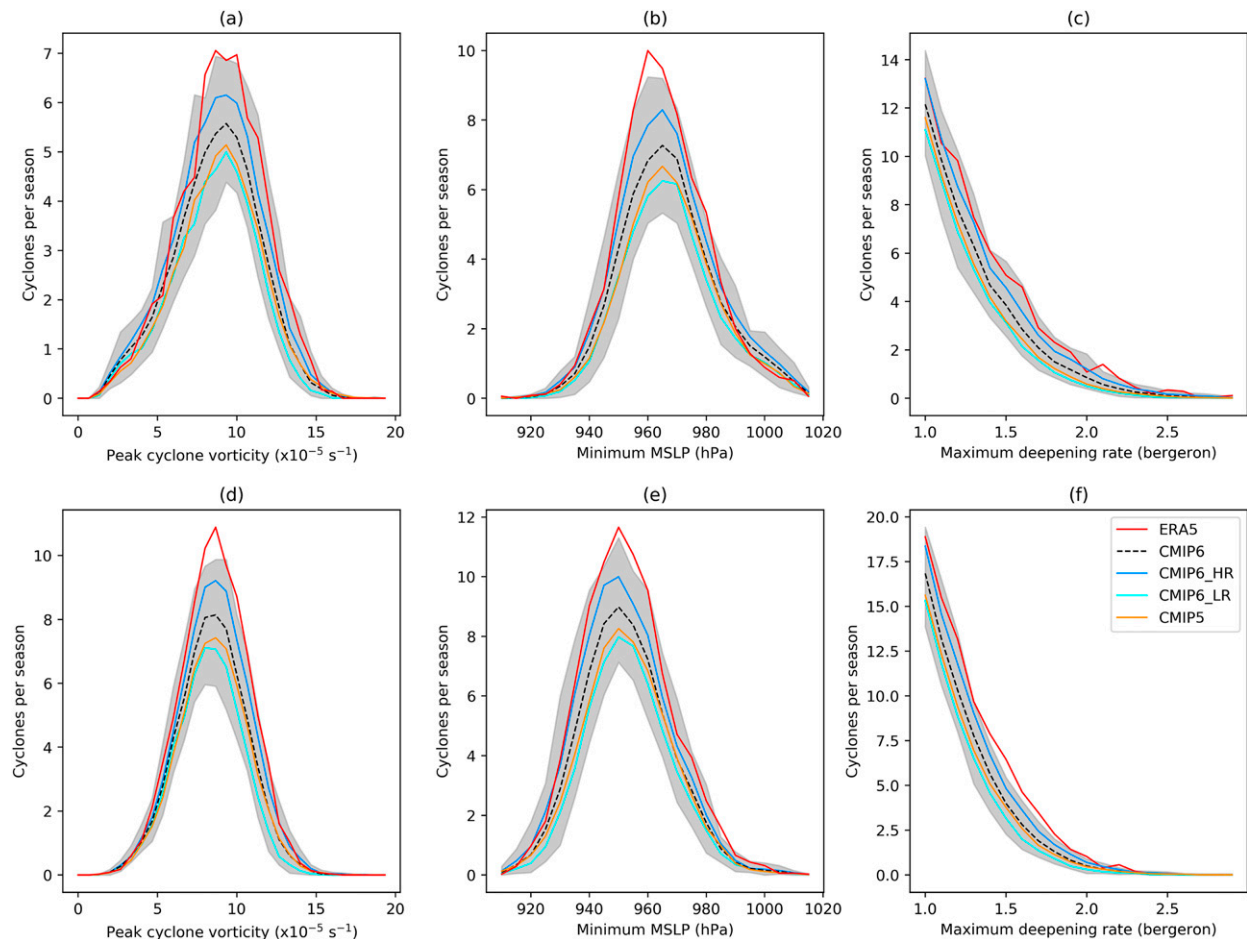 (a)
Cyclones per season
7
6
5
4
3
2
1
0
0 5 10 15 20
Peak cyclone vorticity (x10⁻⁵ s⁻¹)
(b)
Cyclones per season
10
8
6
4
2
0
920 940 960 980 1000 1020
Minimum MSLP (hPa)
(c)
Cyclones per season
14
12
10
8
6
4
2
0
1.0 1.5 2.0 2.5
Maximum deepening rate (bergeron)
(d)
Cyclones per season
10
8
6
4
2
0
0 5 10 15 20
Peak cyclone vorticity (x10⁻⁵ s⁻¹)
(e)
Cyclones per season
12
10
8
6
4
2
0
920 940 960 980 1000 1020
Minimum MSLP (hPa)
(f)
Cyclones per season
20.0
17.5
15.0
12.5
10.0
7.5
5.0
2.5
0.0
1.0 1.5 2.0 2.5
Maximum deepening rate (bergeron)
ERA5
CMIP6
CMIP6_HR
CMIP6_LR
CMIP5